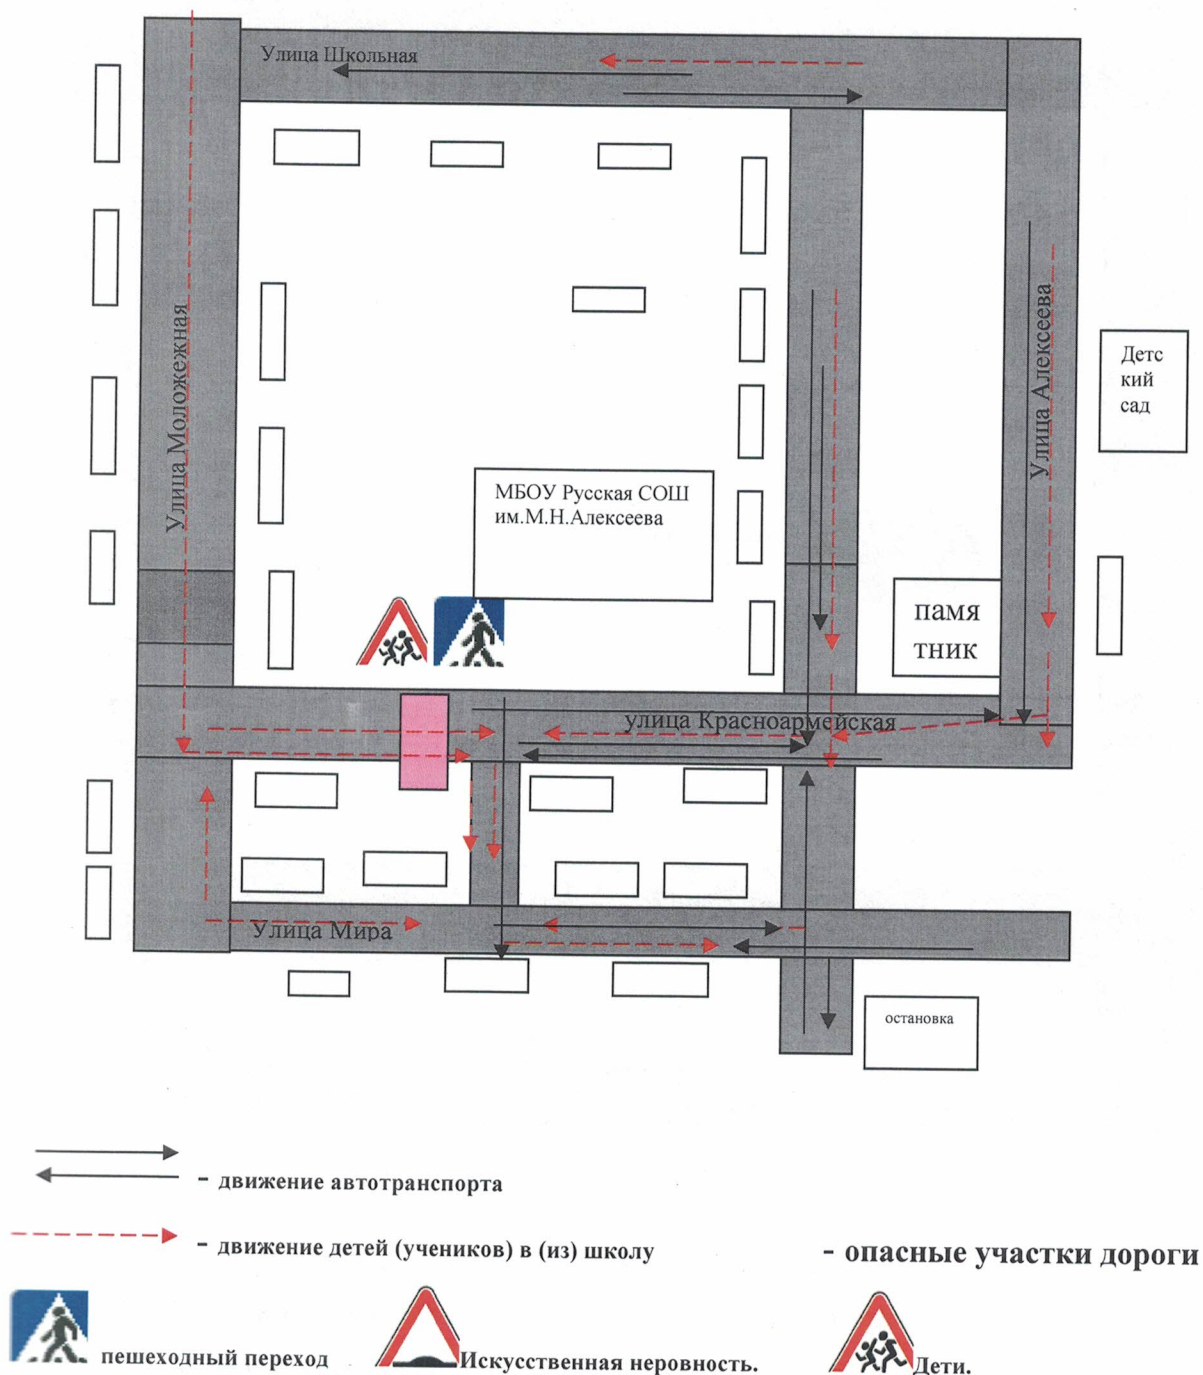 Улица Школьная
Улица Моложежная
Улица Алексеева
Детс
кий
сад
МБОУ Русская СОШ
им.М.Н.Алексеева
памя
тник
улица Красноармейская
Улица Мира
остановка
- движение автотранспорта
- движение детей (учеников) в (из) школу
- опасные участки дороги
пешеходный переход
Искусственная неровность.
Дети.